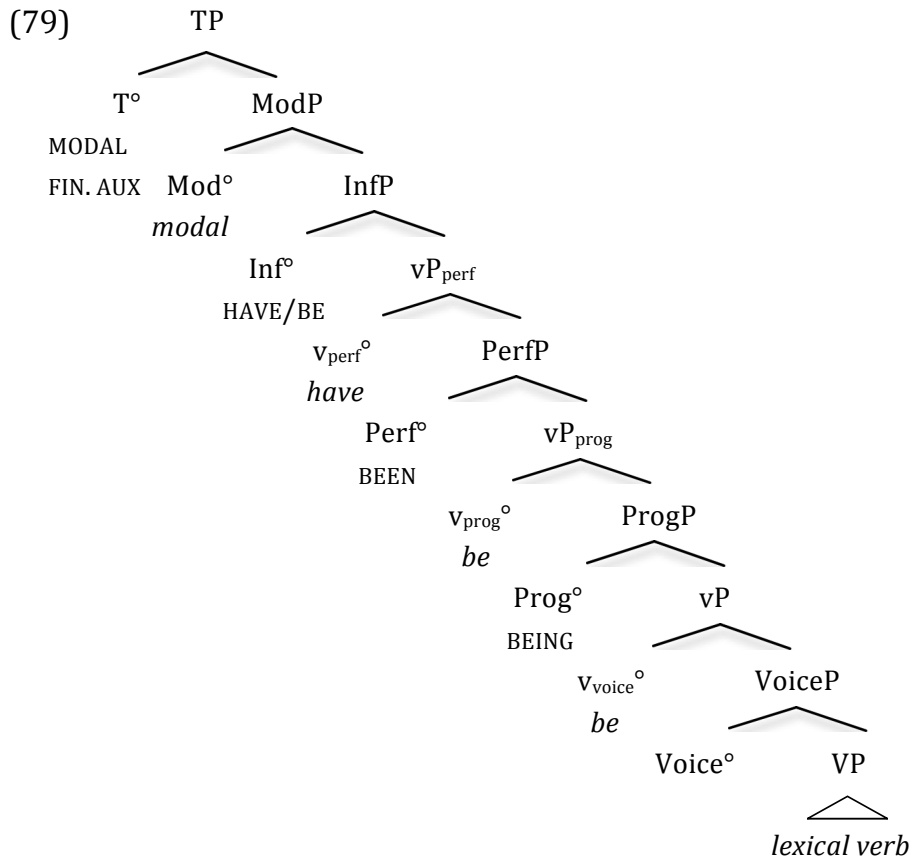 (79) TP
T° ModP
MODAL
FIN. AUX Mod° InfP
modal
Inf° vPperf
HAVE/BE
vperf° PerfP
have
Perf° vPprog
BEEN
vprog° ProgP
be
Prog° vP
BEING
vvoice° VoiceP
be
Voice° VP
lexical verb